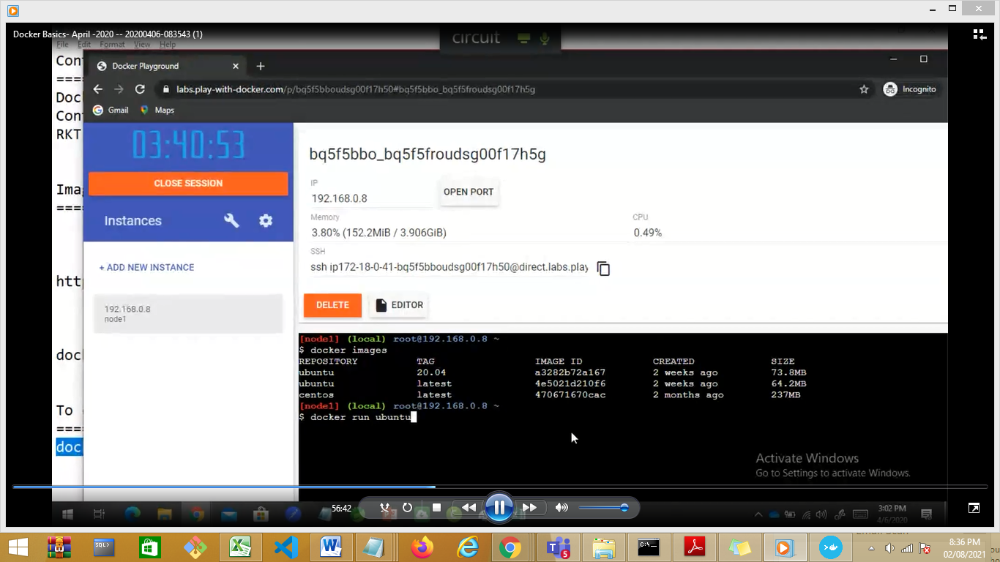 Docker Basics- April -2020 -- 20200406-083543 (1)
File Edit Format View Help
circuit
Docker Playground
labs.play-with-docker.com/p/bq5f5bboudsg00f17h50#bq5f5bbo_bq5f5froudsg00f17h5g
Incognito
Gmail Maps
Con
====
Doc
Con
RKT
Ima
====
htt
doc
To
====
doc
03:40:53
CLOSE SESSION
Instances
+ ADD NEW INSTANCE
192.168.0.8
node1
bq5f5bbo_bq5f5froudsg00f17h5g
IP
192.168.0.8
OPEN PORT
Memory CPU
3.80% (152.2MiB / 3.906GiB) 0.49%
SSH
ssh ip172-18-0-41-bq5f5bboudsg00f17h50@direct.labs.play
DELETE EDITOR
[node1] (local) root@192.168.0.8 ~
$ docker images
REPOSITORY TAG IMAGE ID CREATED SIZE
ubuntu 20.04 a3282b72a167 2 weeks ago 73.8MB
ubuntu latest 4e5021d210f6 2 weeks ago 64.2MB
centos latest 470671670cac 2 months ago 237MB
[node1] (local) root@192.168.0.8 ~
$ docker run ubuntu
Activate Windows
Go to Settings to activate Windows.
56:42
3:02 PM
4/6/2020
SQL>
5
C:\_
8:36 PM
02/08/2021